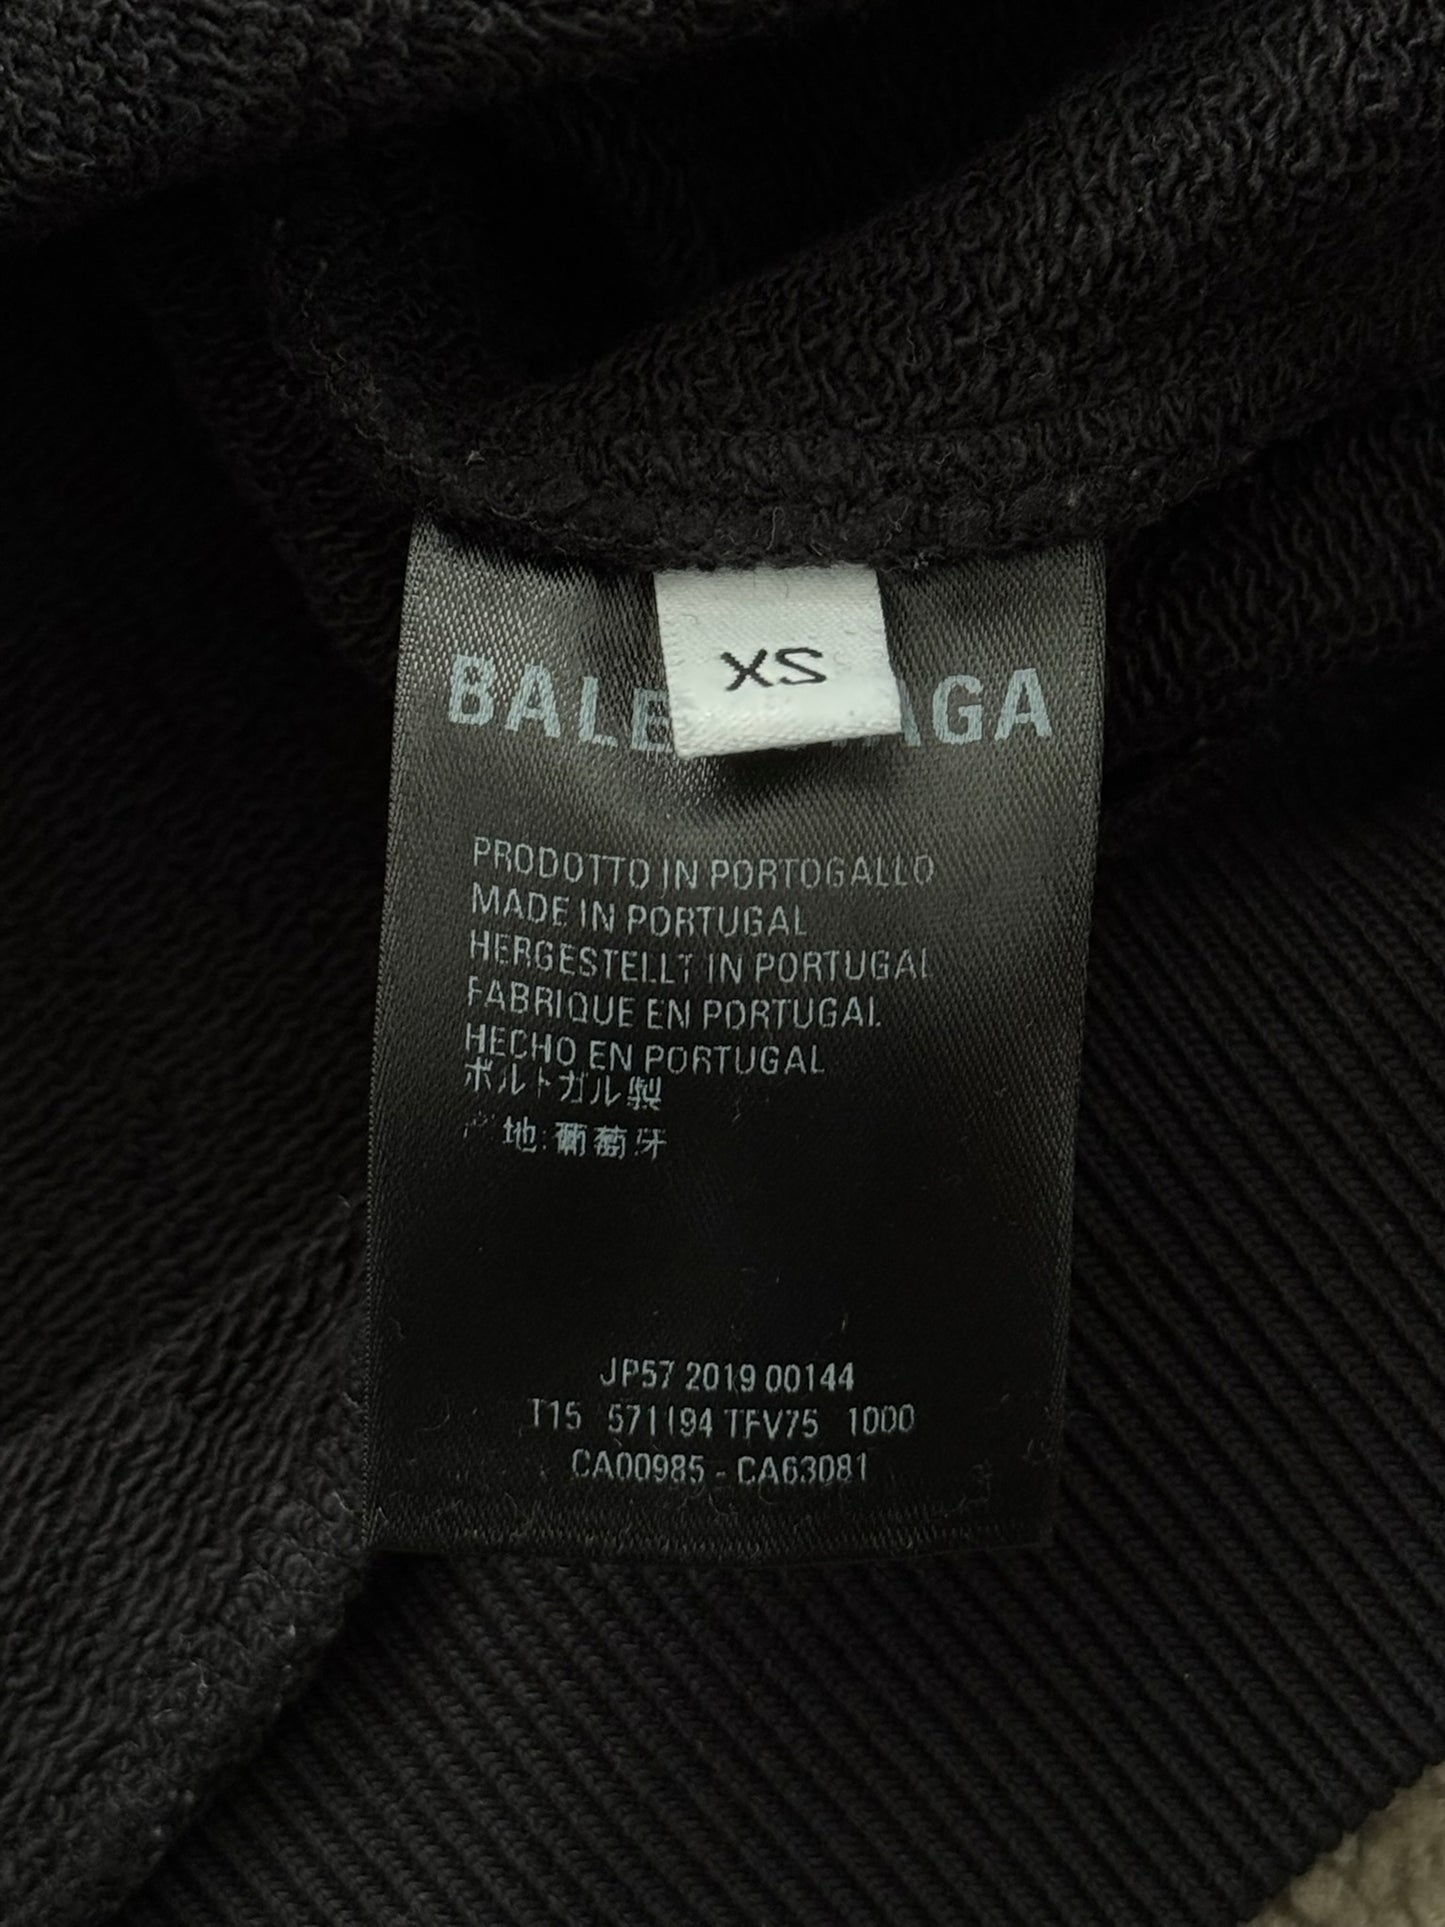 XS
BALE AGA
PRODOTTO IN PORTOGALLO
MADE IN PORTUGAL
HERGESTELLT IN PORTUGAL
FABRIQUE EN PORTUGAL
HECHO EN PORTUGAL
ポルトガル製
地:葡萄牙
JP57 2019 00144
T15 571194 TFV75 1000
CA00985 - CA63081